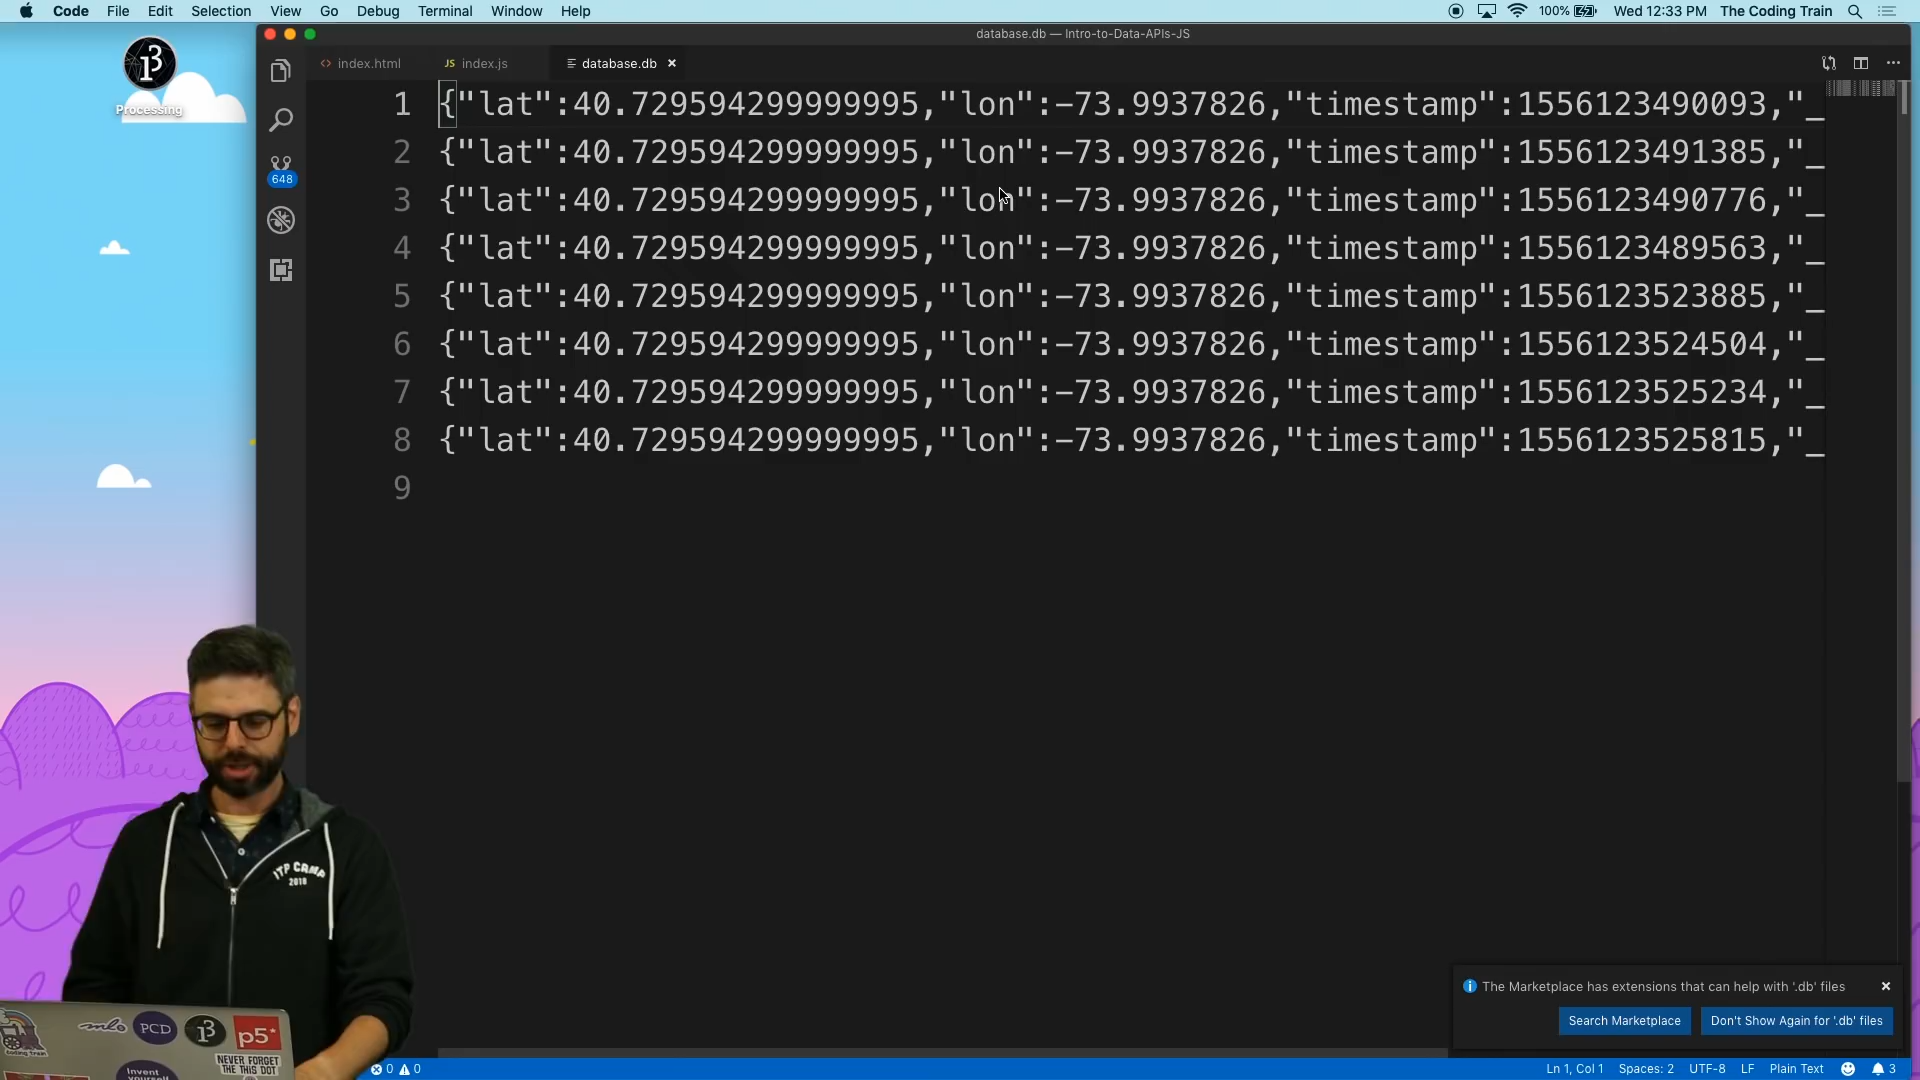 Code File Edit Selection View Go Debug Terminal Window Help
100% Wed 12:33 PM The Coding Train
Processing
database.db — Intro-to-Data-APIs-JS
index.html
JS index.js
database.db
648
1 {"lat":40.729594299999995,"lon":-73.9937826,"timestamp":1556123490093,"_
2 {"lat":40.729594299999995,"lon":-73.9937826,"timestamp":1556123491385,"_
3 {"lat":40.729594299999995,"lon":-73.9937826,"timestamp":1556123490776,"_
4 {"lat":40.729594299999995,"lon":-73.9937826,"timestamp":1556123489563,"_
5 {"lat":40.729594299999995,"lon":-73.9937826,"timestamp":1556123523885,"_
6 {"lat":40.729594299999995,"lon":-73.9937826,"timestamp":1556123524504,"_
7 {"lat":40.729594299999995,"lon":-73.9937826,"timestamp":1556123525234,"_
8 {"lat":40.729594299999995,"lon":-73.9937826,"timestamp":1556123525815,"_
9
ITP CAMP
2018
PCD
p5*
coding train
NEVER FORGET
THE THIS DOT
Invent
yourself
The Marketplace has extensions that can help with '.db' files
Search Marketplace
Don't Show Again for '.db' files
0 0
Ln 1, Col 1 Spaces: 2 UTF-8 LF Plain Text 3